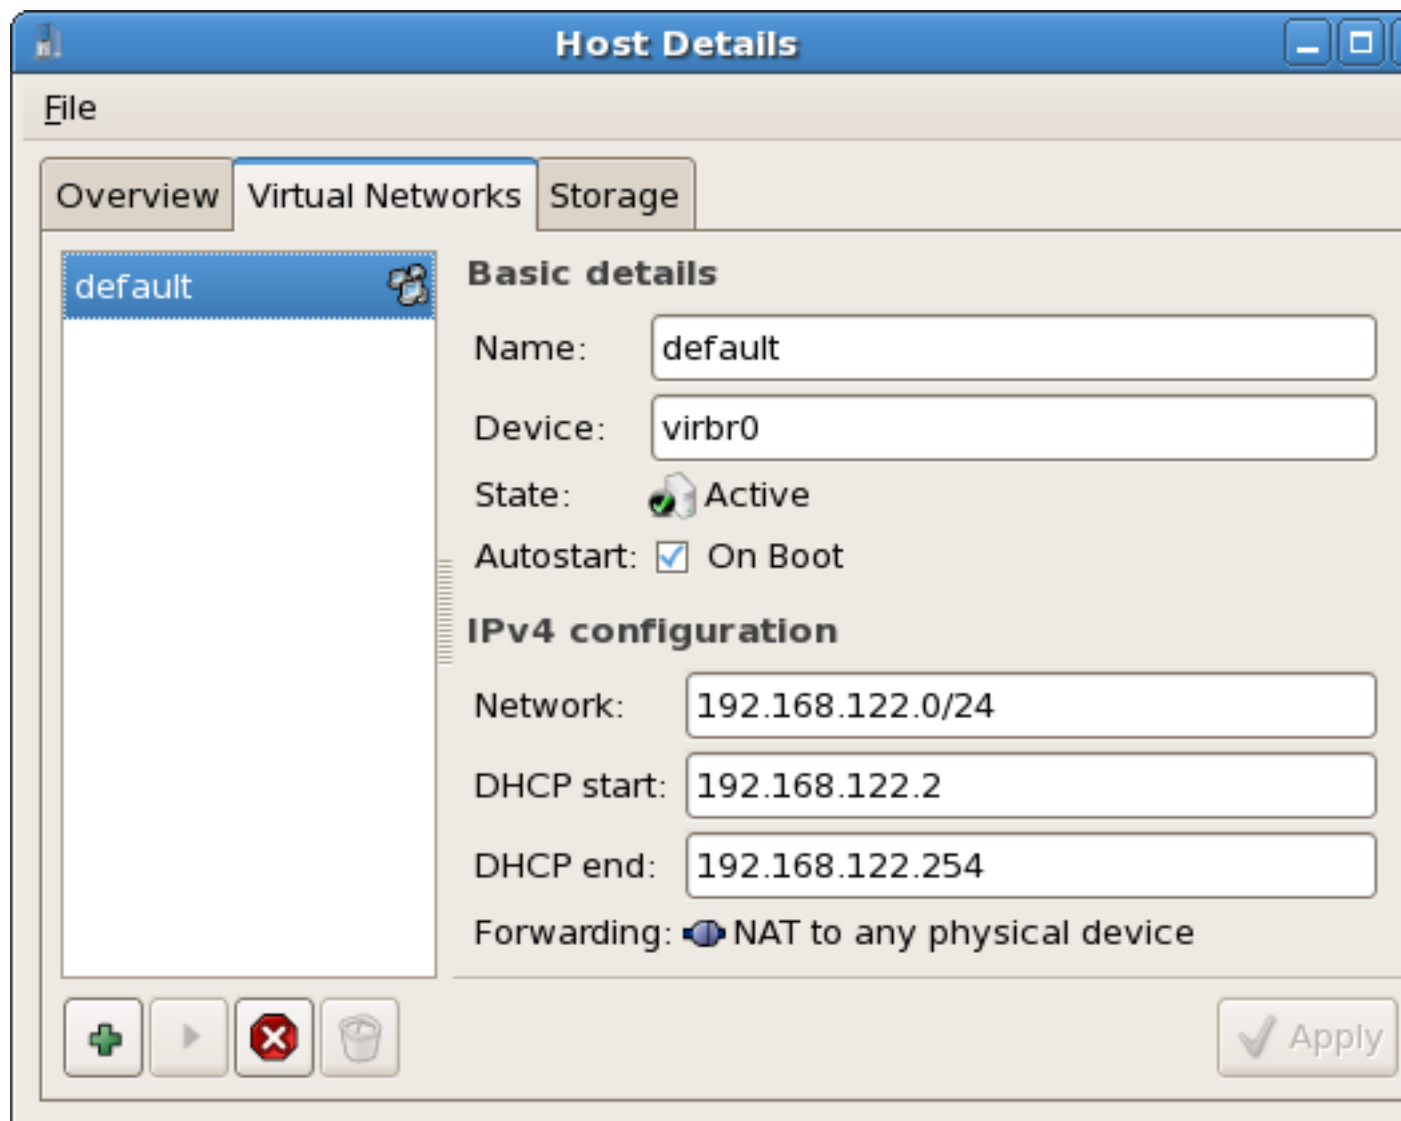 Host Details
File
Overview Virtual Networks Storage
default
Basic details
Name: default
Device: virbr0
State: Active
Autostart: On Boot
IPv4 configuration
Network: 192.168.122.0/24
DHCP start: 192.168.122.2
DHCP end: 192.168.122.254
Forwarding: NAT to any physical device
Apply